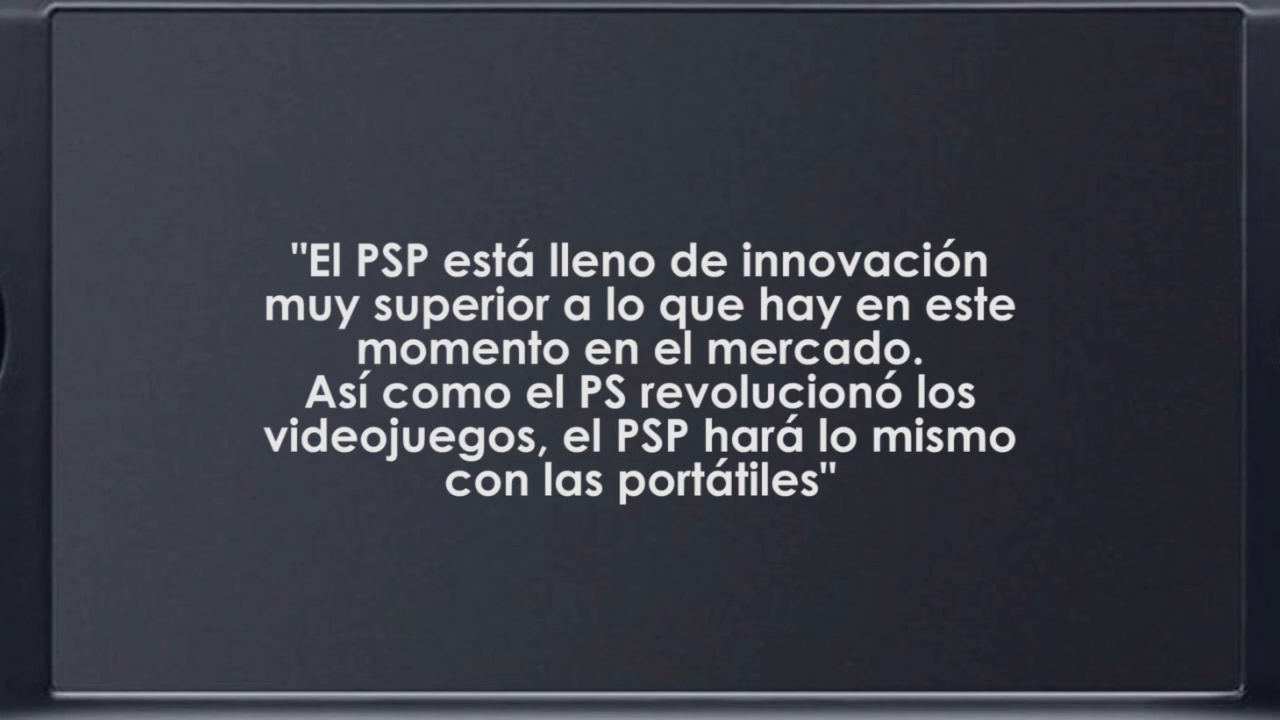 "El PSP está lleno de innovación
muy superior a lo que hay en este
momento en el mercado.
Así como el PS revolucionó los
videojuegos, el PSP hará lo mismo
con las portátiles"